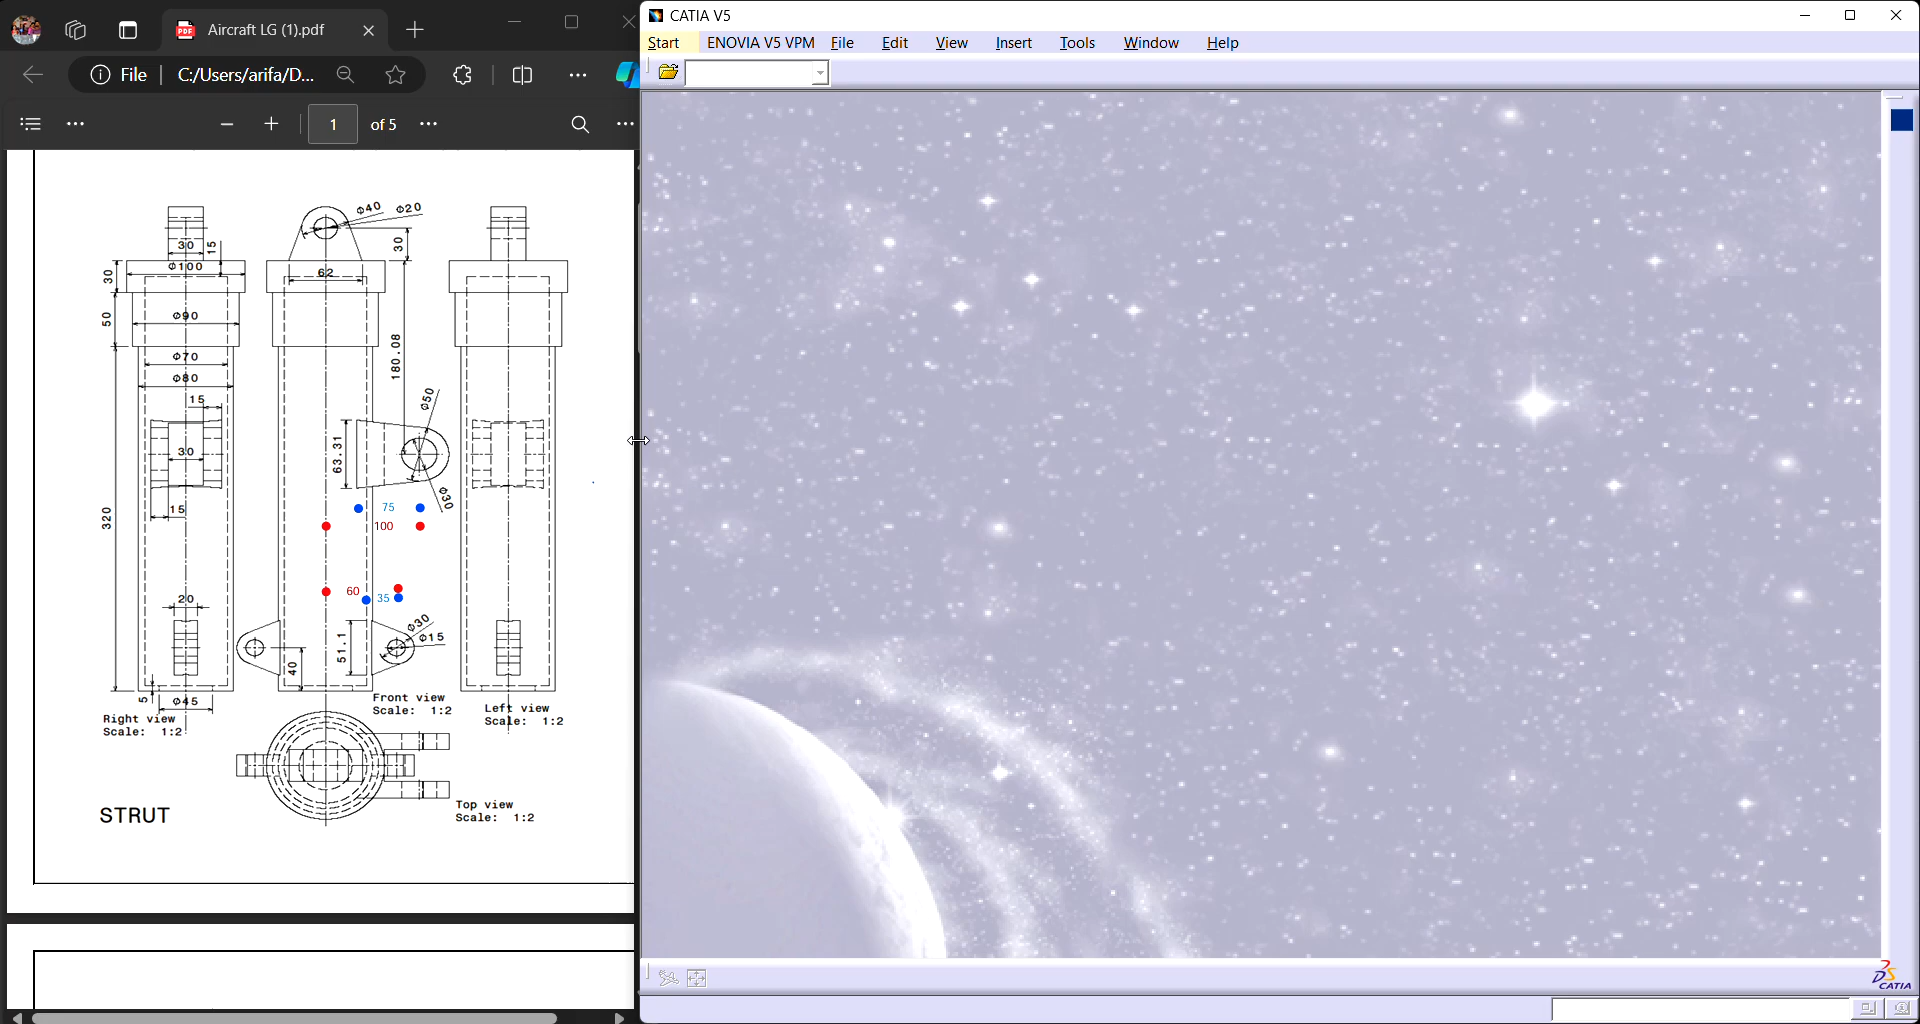 Aircraft LG (1).pdf
File
C:/Users/arifa/D...
1
of 5
Φ40
Φ20
30
30
15
Φ100
62
30
50
Φ90
180.08
Φ70
Φ80
15
Φ50
63.31
30
Φ30
15
75
320
100
60
35
20
Φ30
Φ15
51.1
40
5
Φ45
Front view
Scale: 1:2
Right view
Scale: 1:2
Left view
Scale: 1:2
STRUT
Top view
Scale: 1:2
CATIA V5
Start
ENOVIA V5 VPM
File
Edit
View
Insert
Tools
Window
Help
CATIA